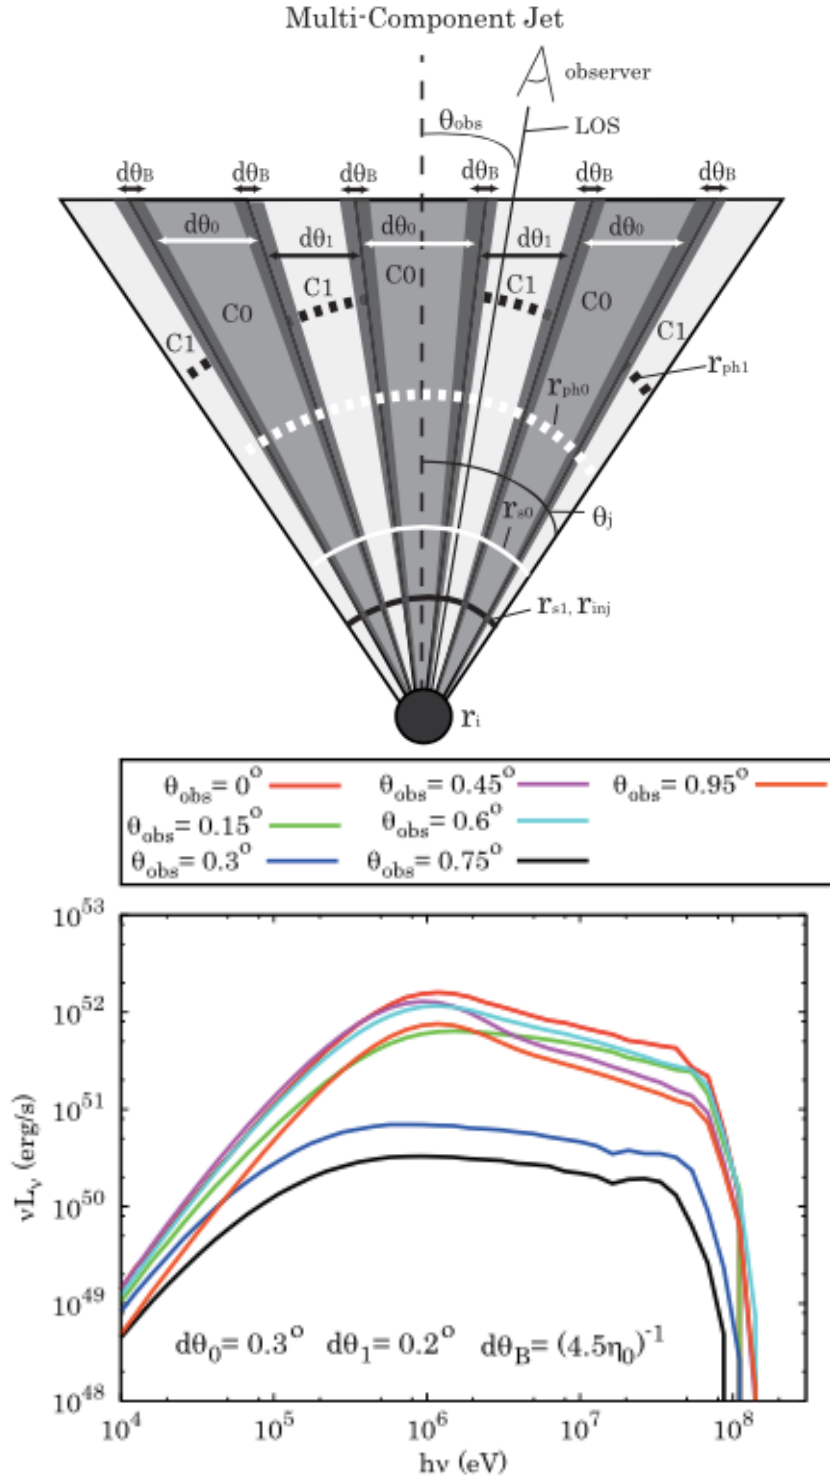 Multi-Component Jet
observer
θobs
LOS
dθB dθB dθB dθB dθB dθB
dθ0 dθ1 dθ0 dθ1 dθ0
C1 C0 C1 C0 C1 C0 C1
rph1
rph0
rs0 θj
rs1, rinj
ri
θobs= 0° θobs= 0.45° θobs= 0.95°
θobs= 0.15° θobs= 0.6°
θobs= 0.3° θobs= 0.75°
νLν (erg/s)
10^53
10^52
10^51
10^50
10^49
10^48
dθ0= 0.3° dθ1= 0.2° dθB= (4.5η0)^-1
10^4 10^5 10^6 10^7 10^8
hν (eV)